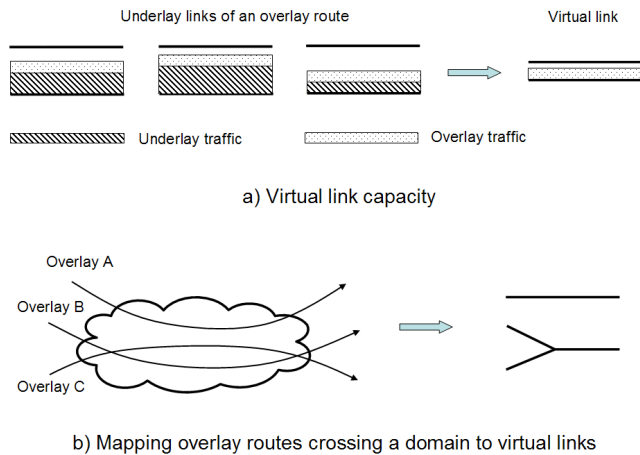 Underlay links of an overlay route
Virtual link
Underlay traffic
Overlay traffic
a) Virtual link capacity
Overlay A
Overlay B
Overlay C
b) Mapping overlay routes crossing a domain to virtual links